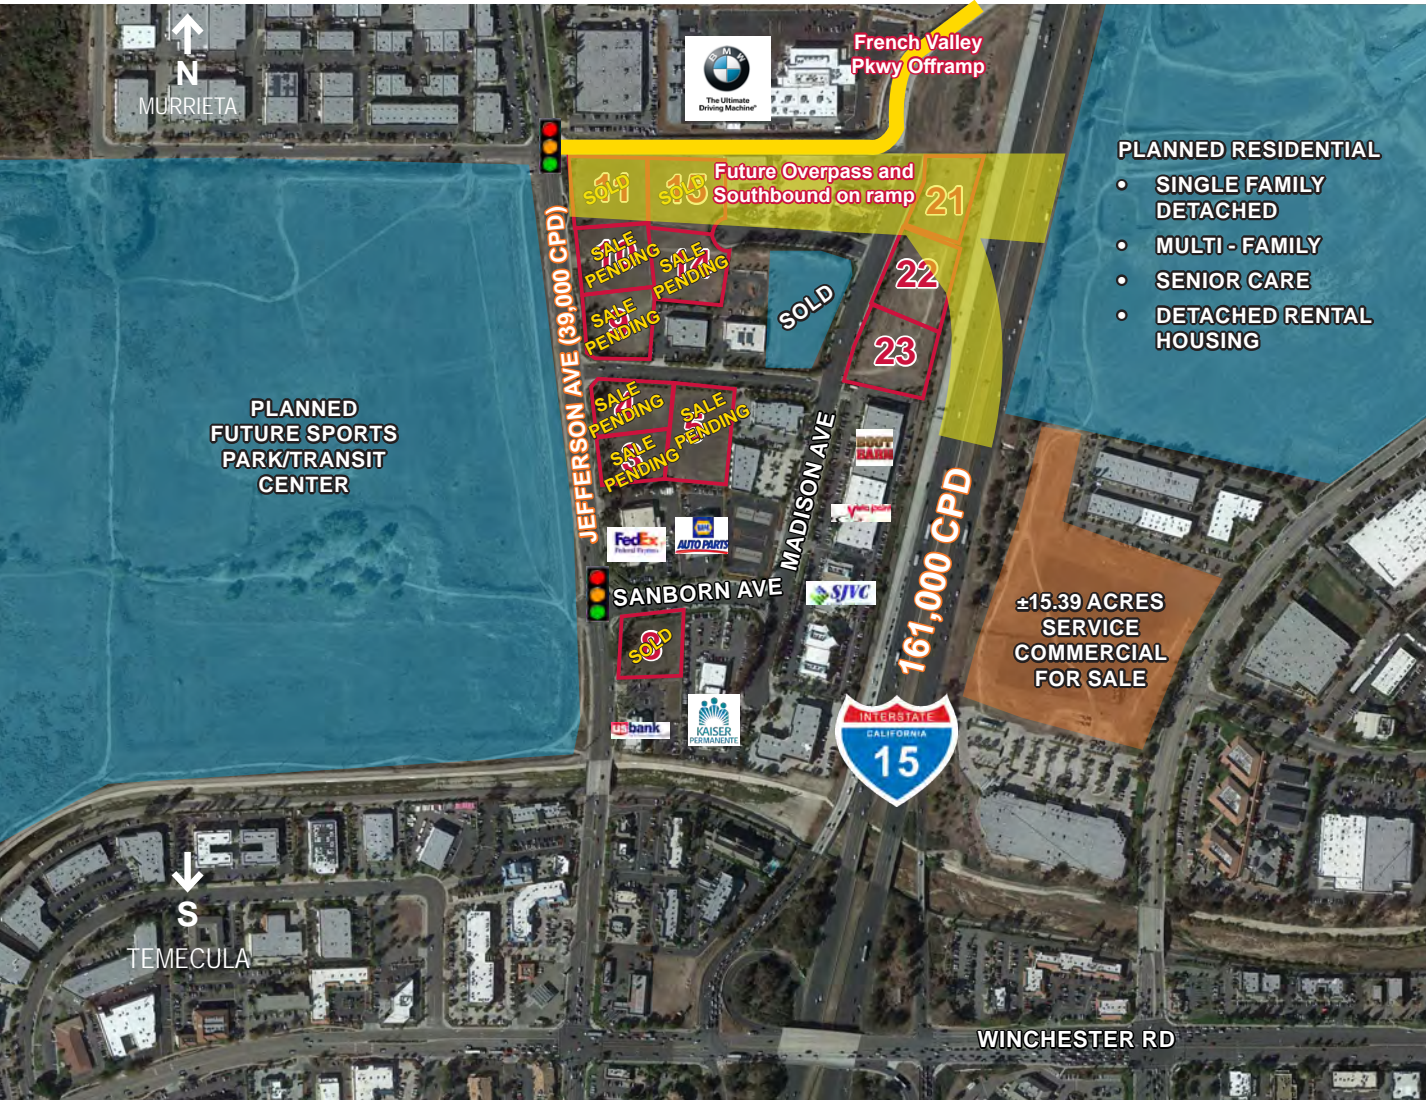 N
MURRIETA
BMW
The Ultimate
Driving Machine®
French Valley
Pkwy Offramp
Future Overpass and
Southbound on ramp
11
SOLD
SOLD
21
PLANNED RESIDENTIAL
• SINGLE FAMILY
DETACHED
• MULTI - FAMILY
• SENIOR CARE
• DETACHED RENTAL
HOUSING
JEFFERSON AVE (39,000 CPD)
SALE
PENDING
SALE
PENDING
22
SOLD
SALE
PENDING
23
PLANNED
FUTURE SPORTS
PARK/TRANSIT
CENTER
SALE
PENDING
SALE
PENDING
SALE
PENDING
MADISON AVE
BOOT
BARN
161,000 CPD
FedEx
Federal Express
NAPA
AUTO PARTS
SANBORN AVE
SJVC
±15.39 ACRES
SERVICE
COMMERCIAL
FOR SALE
SOLD
usbank
KAISER
PERMANENTE
INTERSTATE
CALIFORNIA
15
S
TEMECULA
WINCHESTER RD